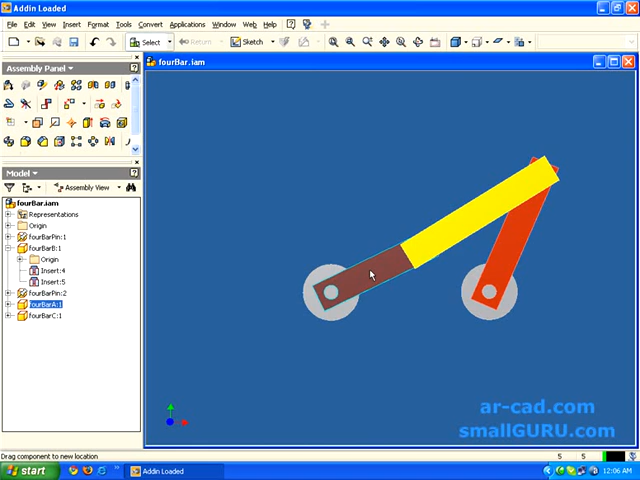 Addin Loaded
File Edit View Insert Format Tools Convert Applications Window Web Help
Select
Return
Sketch
Assembly Panel
Model
Assembly View
fourBar.iam
Representations
Origin
fourBarPin:1
fourBarB:1
Origin
Insert:4
Insert:5
fourBarPin:2
fourBarA:1
fourBarC:1
fourBar.iam
ar-cad.com
smallGURU.com
Drag component to new location
5 5
start
Addin Loaded
12:06 AM